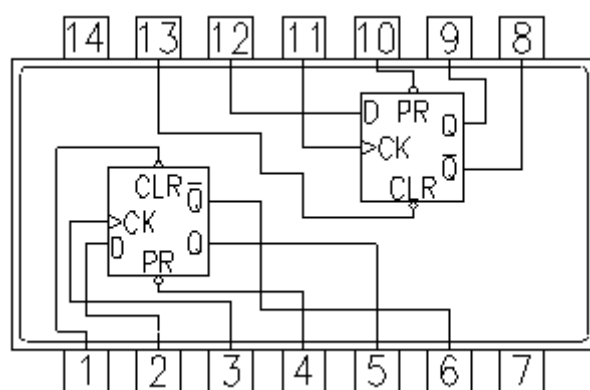 14 13 12 11 10 9 8
D PR Q
>CK Q̅
CLR
CLR Q̅
>CK
D PR Q
1 2 3 4 5 6 7